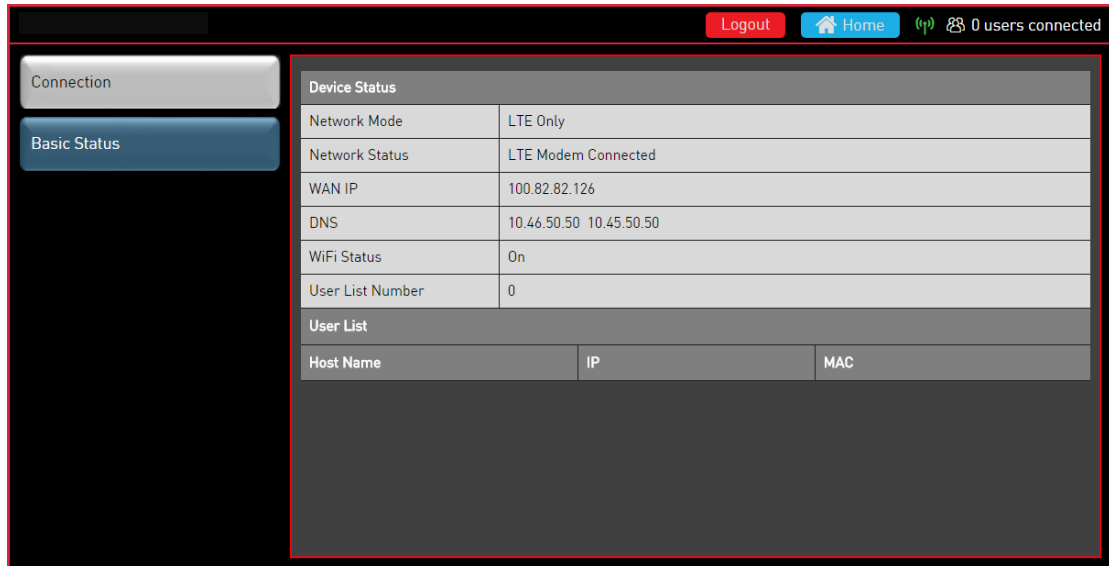 Logout Home 0 users connected
Connection
Basic Status
Device Status
Network Mode LTE Only
Network Status LTE Modem Connected
WAN IP 100.82.82.126
DNS 10.46.50.50 10.45.50.50
WiFi Status On
User List Number 0
User List
Host Name IP MAC